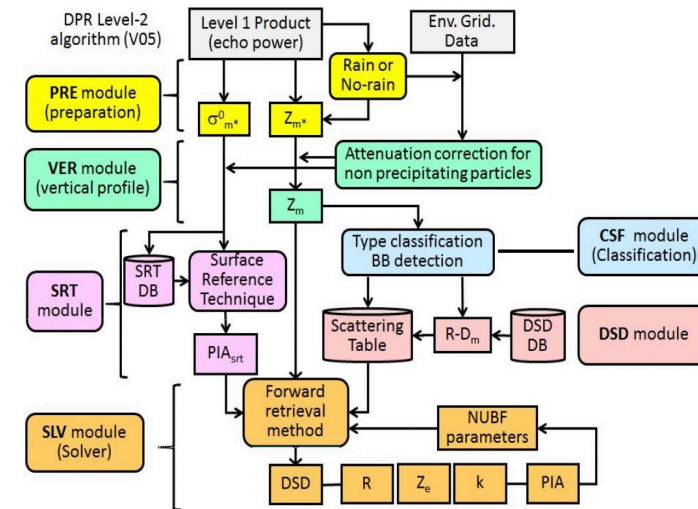 DPR Level-2
algorithm (V05)
Level 1 Product
(echo power)
Env. Grid.
Data
PRE module
(preparation)
Rain or
No-rain
σ⁰ₘ*
Zₘ*
VER module
(vertical profile)
Attenuation correction for
non precipitating particles
Zₘ
Type classification
BB detection
CSF module
(Classification)
SRT
module
SRT
DB
Surface
Reference
Technique
PIAsrt
Scattering
Table
R-Dₘ
DSD
DB
DSD module
SLV module
(Solver)
Forward
retrieval
method
NUBF
parameters
DSD
R
Zₑ
k
PIA